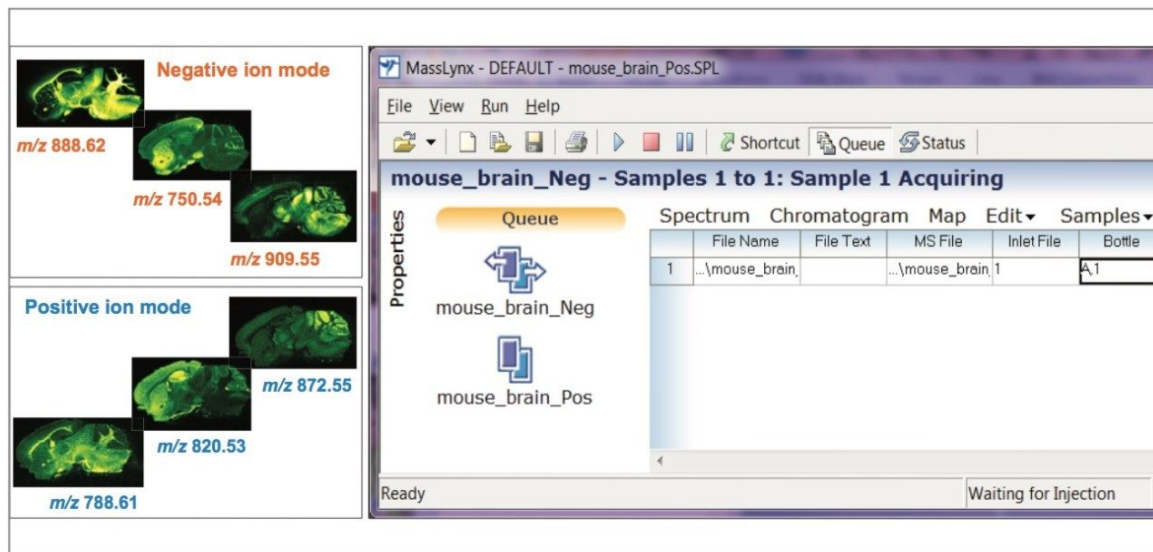 Negative ion mode
m/z 888.62
m/z 750.54
m/z 909.55
Positive ion mode
m/z 872.55
m/z 820.53
m/z 788.61
MassLynx - DEFAULT - mouse_brain_Pos.SPL
File View Run Help
Shortcut Queue Status
mouse_brain_Neg - Samples 1 to 1: Sample 1 Acquiring
Properties
Queue
mouse_brain_Neg
mouse_brain_Pos
Spectrum Chromatogram Map Edit Samples
File Name File Text MS File Inlet File Bottle
1 ...\mouse_brain, ...\mouse_brain, 1 A,1
Ready
Waiting for Injection